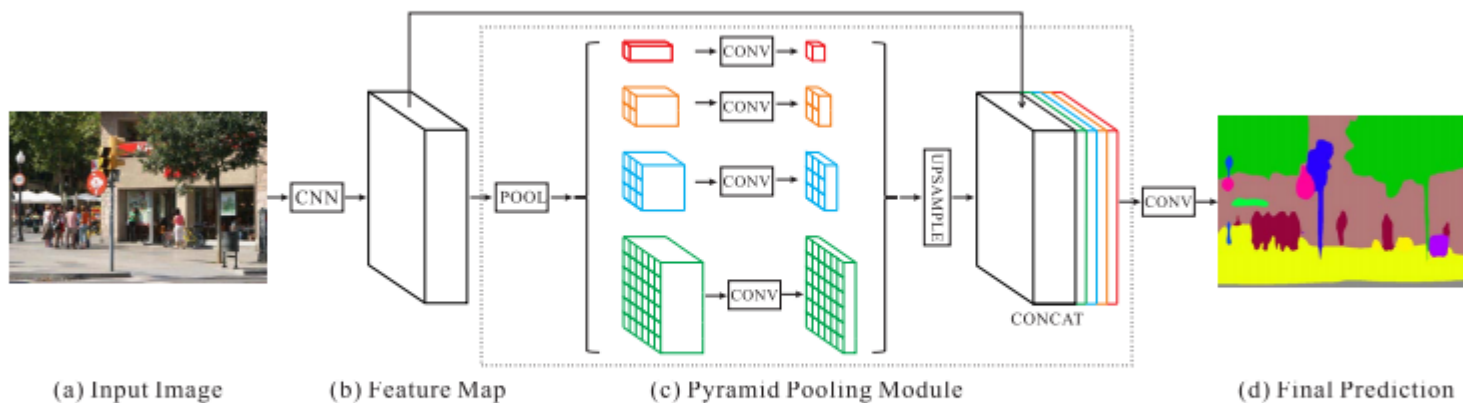 CNN
POOL
CONV
CONV
CONV
CONV
UPSAMPLE
CONCAT
CONV
(a) Input Image
(b) Feature Map
(c) Pyramid Pooling Module
(d) Final Prediction